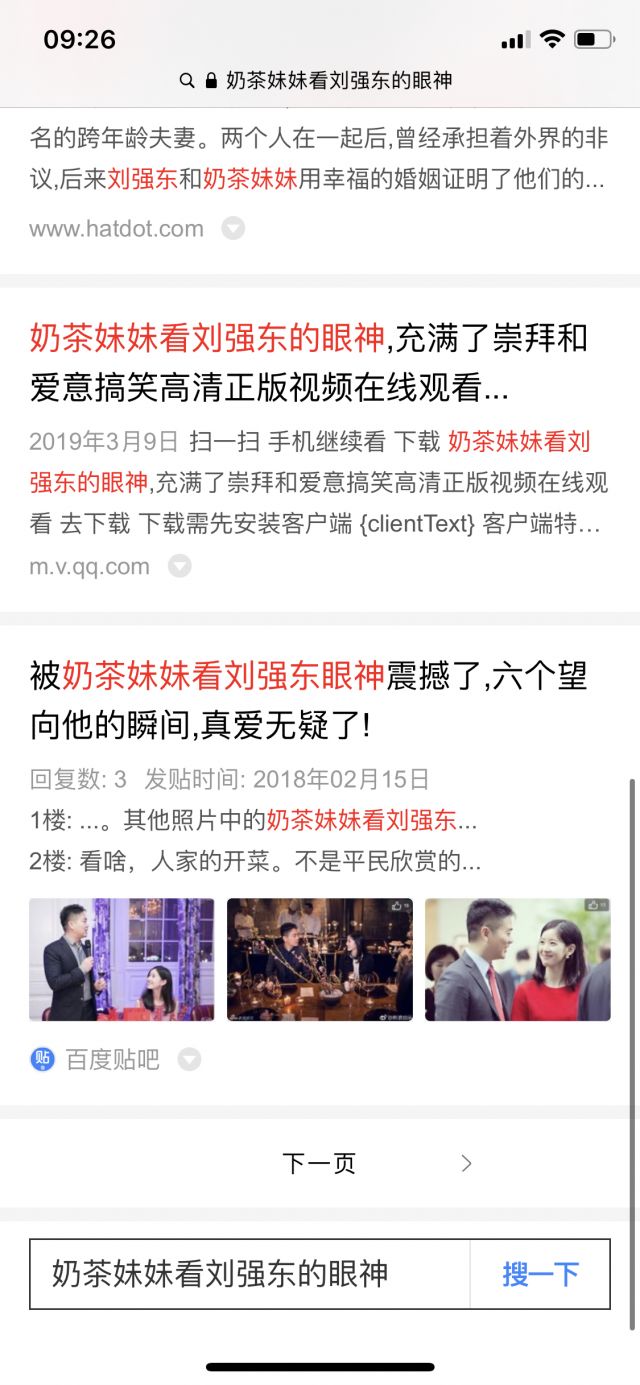 09:26
奶茶妹妹看刘强东的眼神
名的跨年龄夫妻。两个人在一起后,曾经承担着外界的非
议,后来刘强东和奶茶妹妹用幸福的婚姻证明了他们的...
www.hatdot.com
奶茶妹妹看刘强东的眼神,充满了崇拜和
爱意搞笑高清正版视频在线观看...
2019年3月9日 扫一扫 手机继续看 下载 奶茶妹妹看刘
强东的眼神,充满了崇拜和爱意搞笑高清正版视频在线观
看 去下载 下载需先安装客户端 {clientText} 客户端特...
m.v.qq.com
被奶茶妹妹看刘强东眼神震撼了,六个望
向他的瞬间,真爱无疑了!
回复数: 3 发贴时间: 2018年02月15日
1楼: ...。其他照片中的奶茶妹妹看刘强东...
2楼: 看啥，人家的开菜。不是平民欣赏的...
贴 百度贴吧
下一页
奶茶妹妹看刘强东的眼神
搜一下